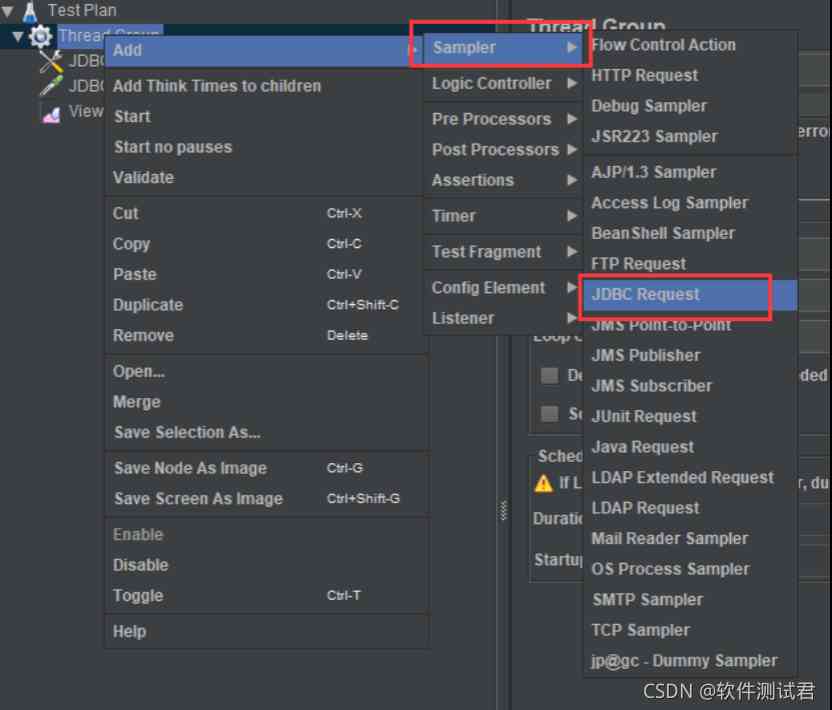 Test Plan
Thread Group
JDBC
JDBC
View
Add
Add Think Times to children
Start
Start no pauses
Validate
Cut Ctrl-X
Copy Ctrl-C
Paste Ctrl-V
Duplicate Ctrl+Shift-C
Remove Delete
Open...
Merge
Save Selection As...
Save Node As Image Ctrl-G
Save Screen As Image Ctrl+Shift-G
Enable
Disable
Toggle Ctrl-T
Help
Sampler
Logic Controller
Pre Processors
Post Processors
Assertions
Timer
Test Fragment
Config Element
Listener
Thread Group
Flow Control Action
HTTP Request
Debug Sampler
JSR223 Sampler
AJP/1.3 Sampler
Access Log Sampler
BeanShell Sampler
FTP Request
JDBC Request
JMS Point-to-Point
JMS Publisher
JMS Subscriber
JUnit Request
Java Request
LDAP Extended Request
LDAP Request
Mail Reader Sampler
OS Process Sampler
SMTP Sampler
TCP Sampler
jp@gc - Dummy Sampler
Loop
Sched
If L
Duratio
Startup
CSDN @软件测试君